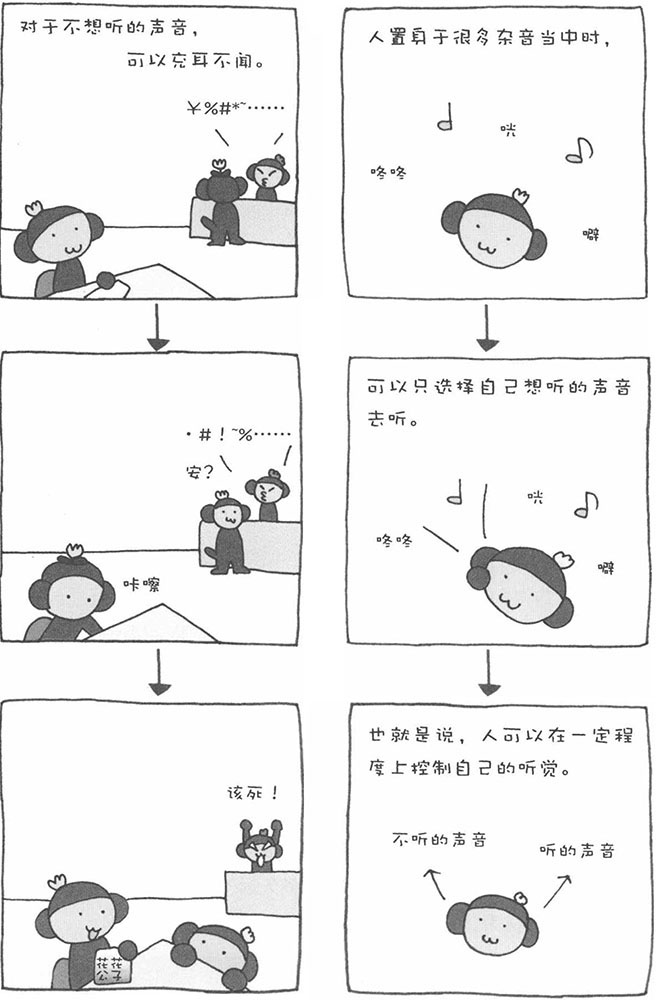 对于不想听的声音，
可以充耳不闻。
￥%#*~……
·#！~%……
安？
咔嚓
该死！
花花
公子
人置身于很多杂音当中时，
咣
咚咚
噼
可以只选择自己想听的声音
去听。
咣
咚咚
噼
也就是说，人可以在一定程
度上控制自己的听觉。
不听的声音
听的声音